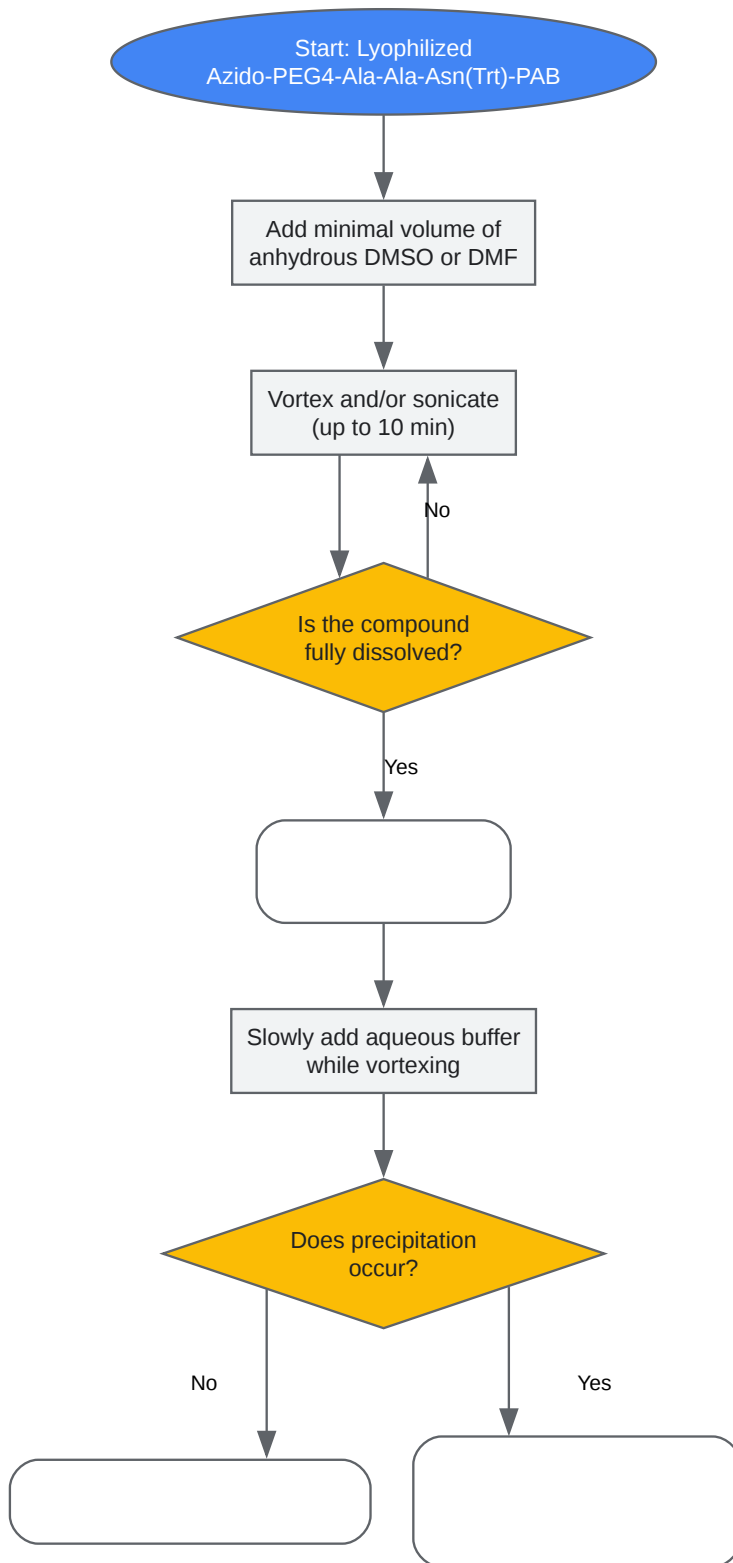 Start: Lyophilized
Azido-PEG4-Ala-Ala-Asn(Trt)-PAB
Add minimal volume of
anhydrous DMSO or DMF
Vortex and/or sonicate
(up to 10 min)
No
Is the compound
fully dissolved?
Yes
Slowly add aqueous buffer
while vortexing
Does precipitation
occur?
No
Yes